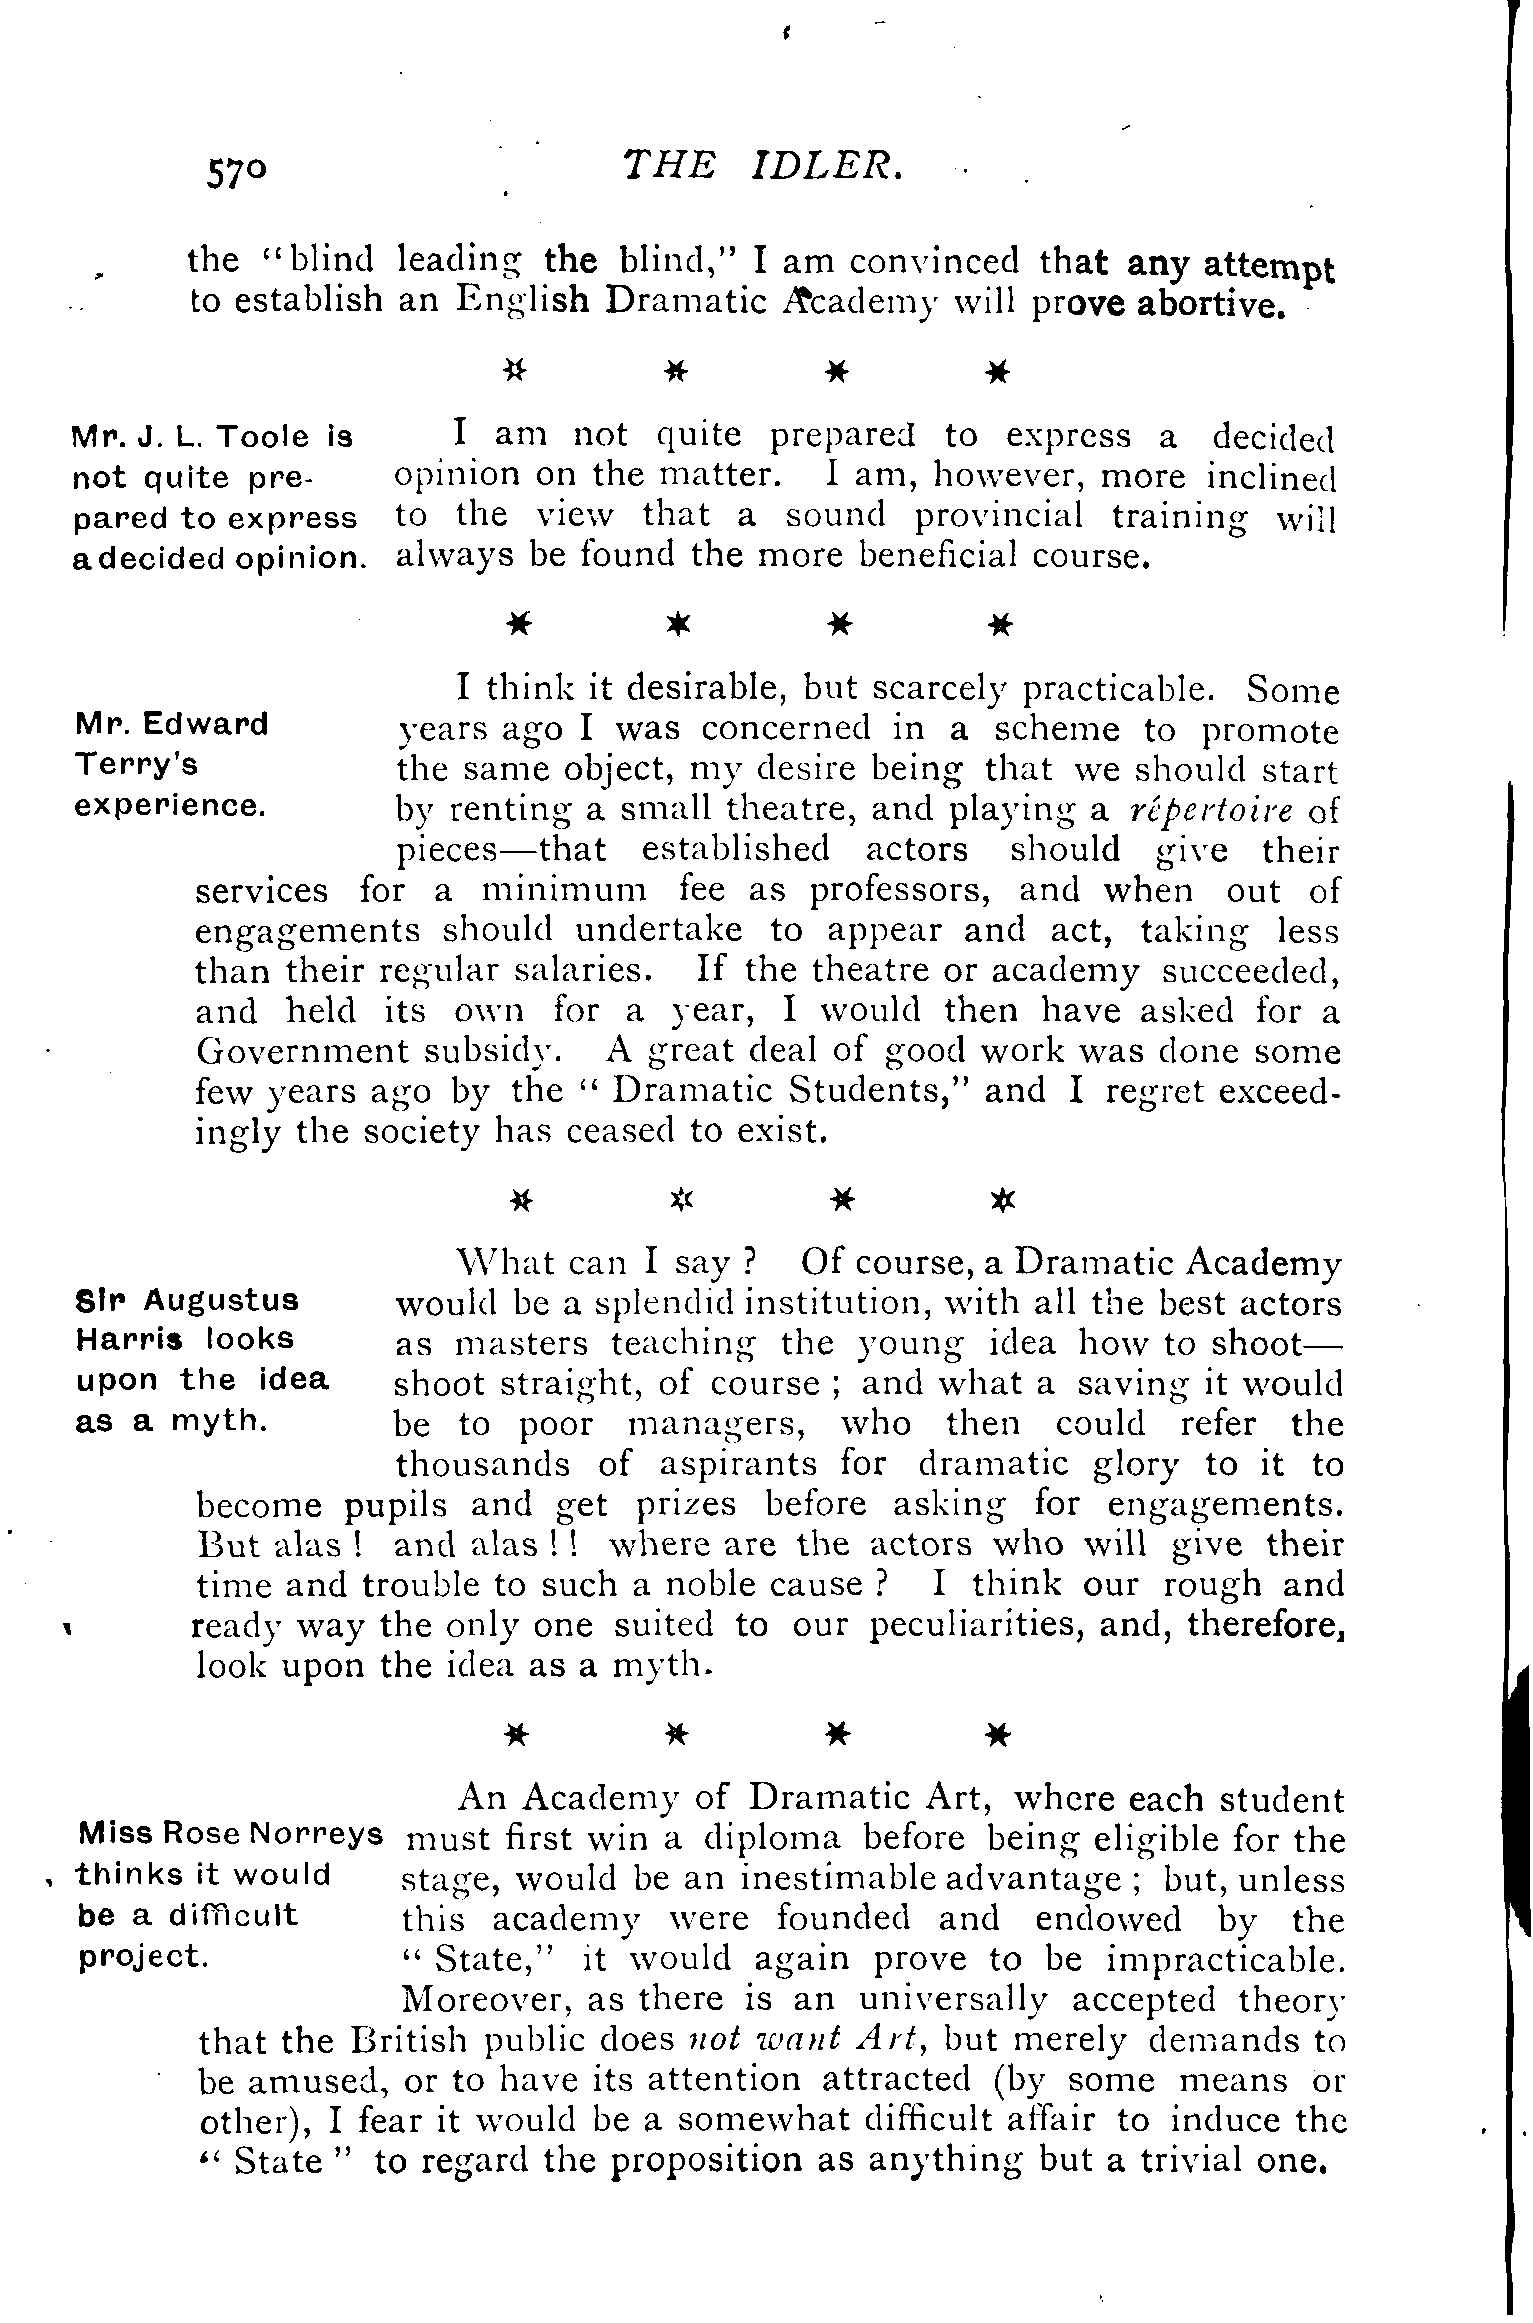 570
THE IDLER.
the "blind leading the blind," I am convinced that any attempt
to establish an English Dramatic Academy will prove abortive.
* * * *
Mr. J. L. Toole is
not quite pre-
pared to express
a decided opinion.
I am not quite prepared to express a decided
opinion on the matter. I am, however, more inclined
to the view that a sound provincial training will
always be found the more beneficial course.
* * * *
Mr. Edward
Terry's
experience.
I think it desirable, but scarcely practicable. Some
years ago I was concerned in a scheme to promote
the same object, my desire being that we should start
by renting a small theatre, and playing a répertoire of
pieces—that established actors should give their
services for a minimum fee as professors, and when out of
engagements should undertake to appear and act, taking less
than their regular salaries. If the theatre or academy succeeded,
and held its own for a year, I would then have asked for a
Government subsidy. A great deal of good work was done some
few years ago by the " Dramatic Students," and I regret exceed-
ingly the society has ceased to exist.
* * * *
Sir Augustus
Harris looks
upon the idea
as a myth.
What can I say ? Of course, a Dramatic Academy
would be a splendid institution, with all the best actors
as masters teaching the young idea how to shoot—
shoot straight, of course ; and what a saving it would
be to poor managers, who then could refer the
thousands of aspirants for dramatic glory to it to
become pupils and get prizes before asking for engagements.
But alas ! and alas ! ! where are the actors who will give their
time and trouble to such a noble cause ? I think our rough and
ready way the only one suited to our peculiarities, and, therefore,
look upon the idea as a myth.
* * * *
Miss Rose Norreys
thinks it would
be a difficult
project.
An Academy of Dramatic Art, where each student
must first win a diploma before being eligible for the
stage, would be an inestimable advantage ; but, unless
this academy were founded and endowed by the
" State," it would again prove to be impracticable.
Moreover, as there is an universally accepted theory
that the British public does not want Art, but merely demands to
be amused, or to have its attention attracted (by some means or
other), I fear it would be a somewhat difficult affair to induce the
" State " to regard the proposition as anything but a trivial one.